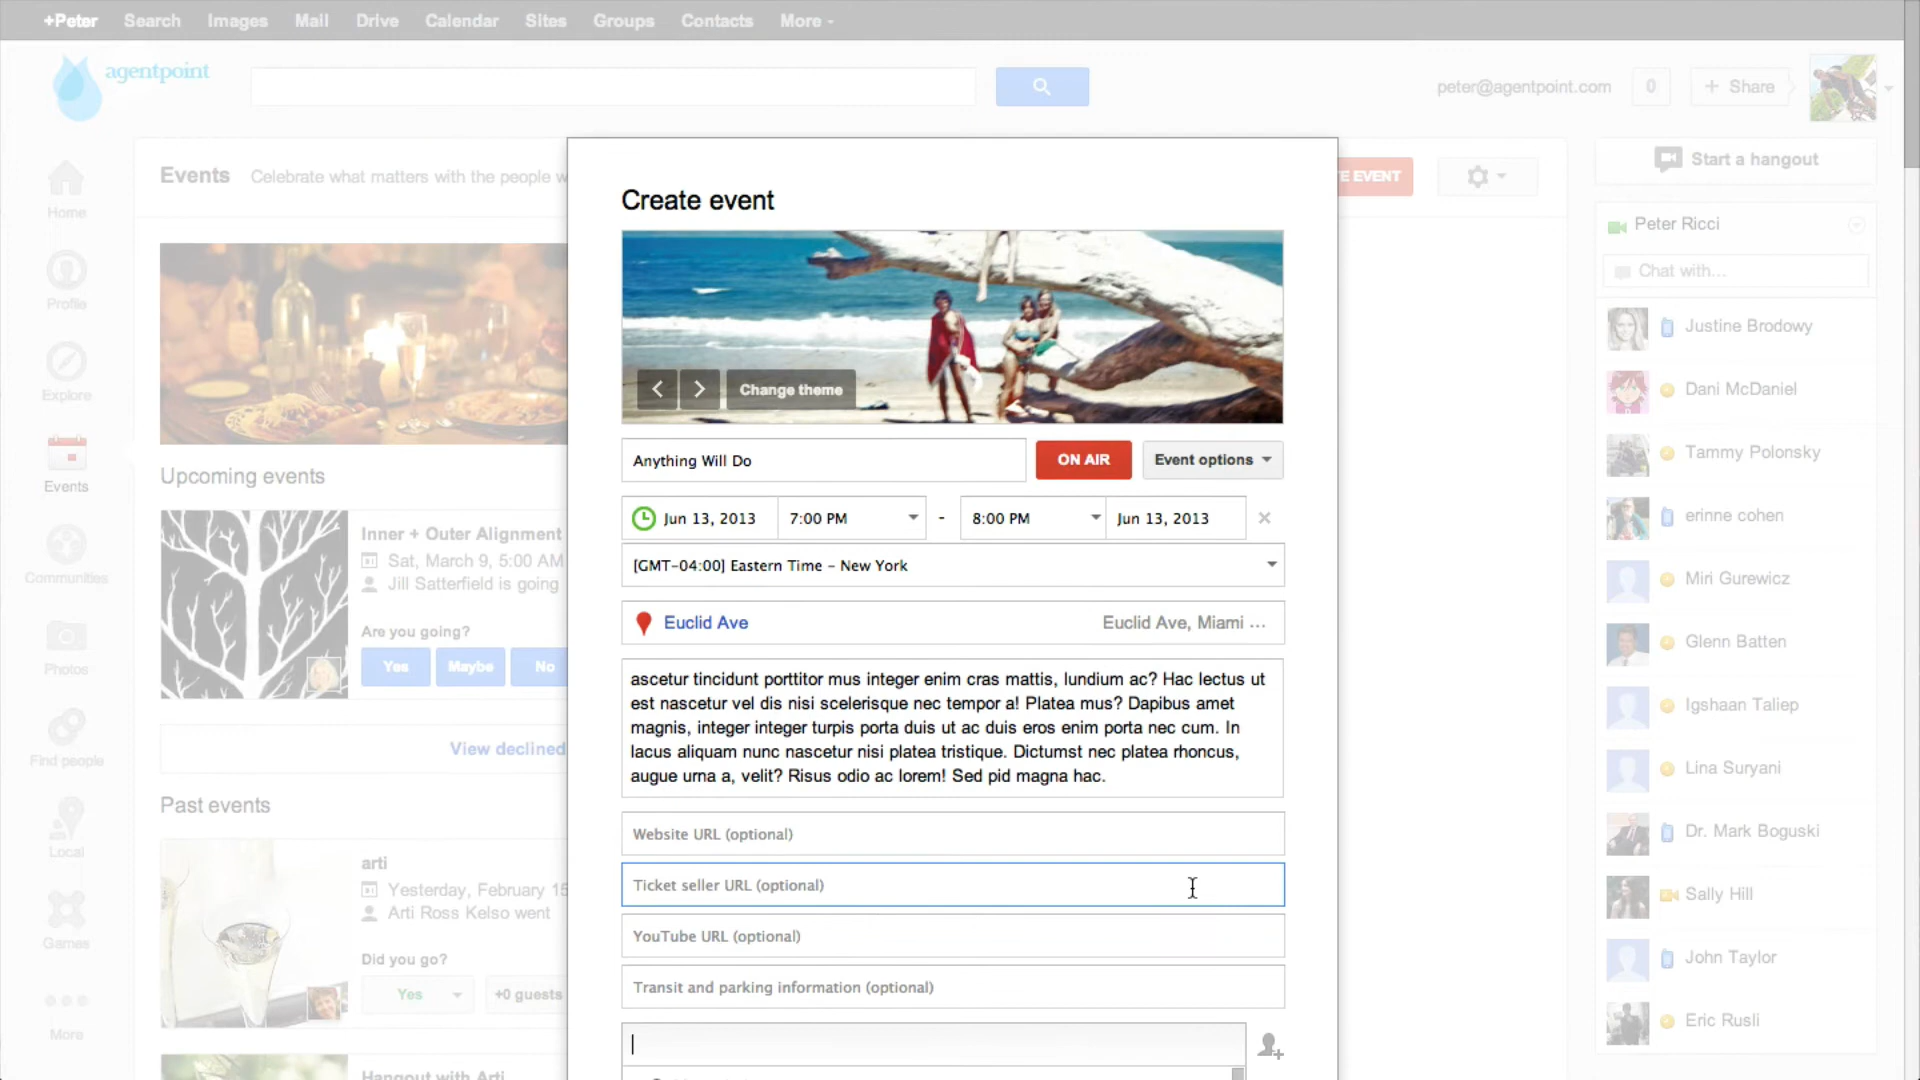 +Peter Search Images Mail Drive Calendar Sites Groups Contacts More
agentpoint
peter@agentpoint.com 0 + Share
Home
Profile
Explore
Events
Communities
Photos
Find people
Local
Games
More
Events Celebrate what matters with the people
Upcoming events
Inner + Outer Alignment
Sat, March 9, 5:00 AM
Jill Satterfield is going
Are you going?
Yes Maybe No
View declined
Past events
arti
Yesterday, February 15
Arti Ross Kelso went
Did you go?
Yes +0 guests
Hangout with Arti
Create event
Change theme
Anything Will Do ON AIR Event options
Jun 13, 2013 7:00 PM - 8:00 PM Jun 13, 2013
[GMT-04:00] Eastern Time - New York
Euclid Ave Euclid Ave, Miami ...
ascetur tincidunt porttitor mus integer enim cras mattis, lundium ac? Hac lectus ut
est nascetur vel dis nisi scelerisque nec tempor a! Platea mus? Dapibus amet
magnis, integer integer turpis porta duis ut ac duis eros enim porta nec cum. In
lacus aliquam nunc nascetur nisi platea tristique. Dictumst nec platea rhoncus,
augue urna a, velit? Risus odio ac lorem! Sed pid magna hac.
Website URL (optional)
Ticket seller URL (optional)
YouTube URL (optional)
Transit and parking information (optional)
EVENT
Start a hangout
Peter Ricci
Chat with...
Justine Brodowy
Dani McDaniel
Tammy Polonsky
erinne cohen
Miri Gurewicz
Glenn Batten
Igshaan Taliep
Lina Suryani
Dr. Mark Boguski
Sally Hill
John Taylor
Eric Rusli